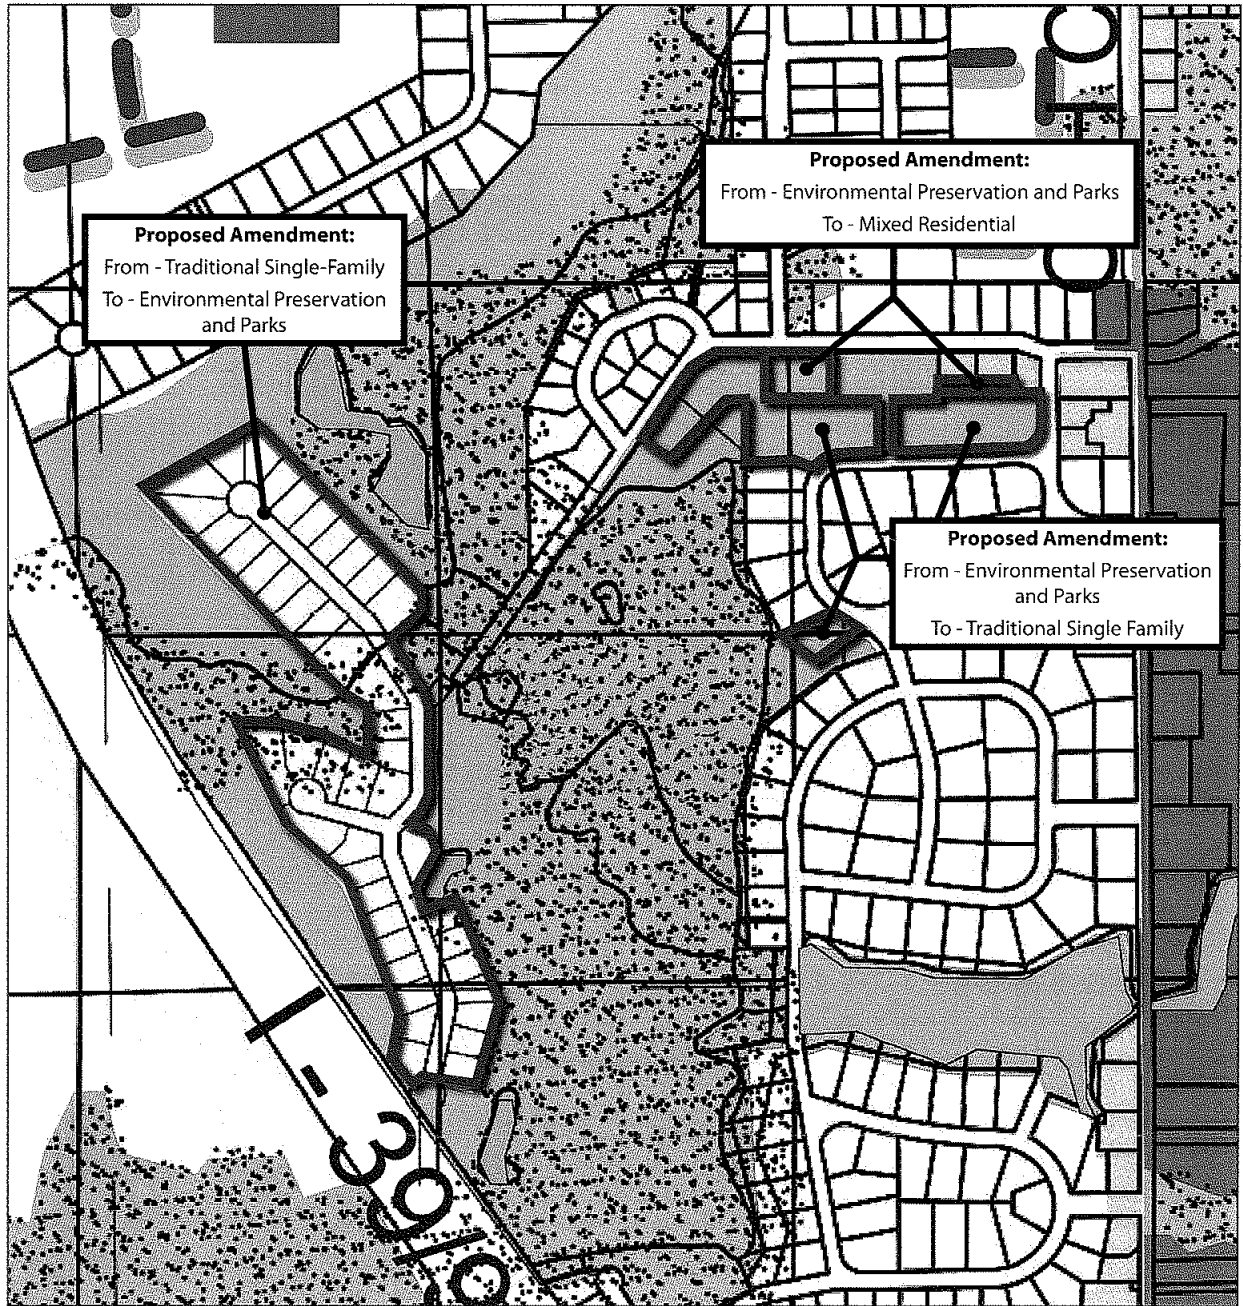 Proposed Amendment:
From - Environmental Preservation and Parks
To - Mixed Residential
Proposed Amendment:
From - Traditional Single-Family
To - Environmental Preservation
and Parks
Proposed Amendment:
From - Environmental Preservation
and Parks
To - Traditional Single Family
I - 39/